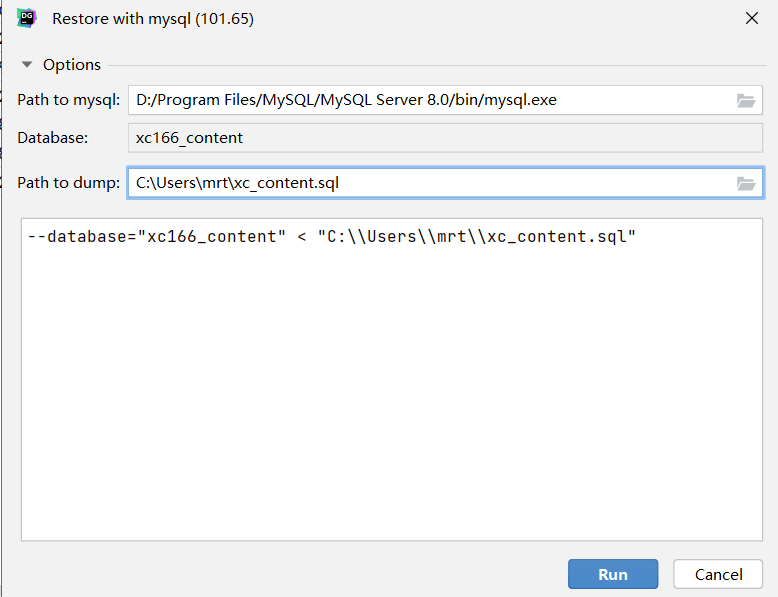 DG
Restore with mysql (101.65)
Options
Path to mysql: D:/Program Files/MySQL/MySQL Server 8.0/bin/mysql.exe
Database: xc166_content
Path to dump: C:\Users\mrt\xc_content.sql
--database="xc166_content" < "C:\\Users\\mrt\\xc_content.sql"
Run Cancel